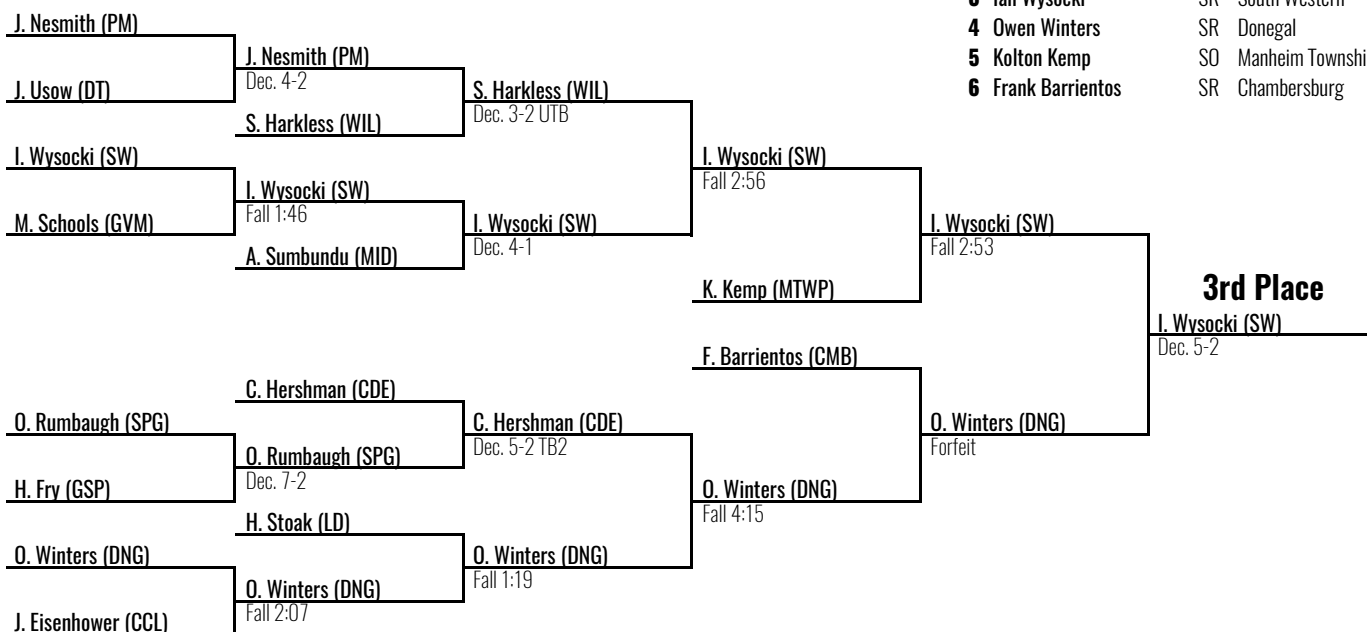 3 Ian Wysocki SR South Western
4 Owen Winters SR Donegal
5 Kolton Kemp SO Manheim Townshi
6 Frank Barrientos SR Chambersburg
J. Nesmith (PM)
J. Usow (DT)
I. Wysocki (SW)
M. Schools (GVM)
O. Rumbaugh (SPG)
H. Fry (GSP)
O. Winters (DNG)
J. Eisenhower (CCL)
J. Nesmith (PM)
Dec. 4-2
S. Harkless (WIL)
I. Wysocki (SW)
Fall 1:46
A. Sumbundu (MID)
C. Hershman (CDE)
O. Rumbaugh (SPG)
Dec. 7-2
H. Stoak (LD)
O. Winters (DNG)
Fall 2:07
S. Harkless (WIL)
Dec. 3-2 UTB
I. Wysocki (SW)
Dec. 4-1
C. Hershman (CDE)
Dec. 5-2 TB2
O. Winters (DNG)
Fall 1:19
I. Wysocki (SW)
Fall 2:56
K. Kemp (MTWP)
F. Barrientos (CMB)
O. Winters (DNG)
Fall 4:15
I. Wysocki (SW)
Fall 2:53
O. Winters (DNG)
Forfeit
3rd Place
I. Wysocki (SW)
Dec. 5-2